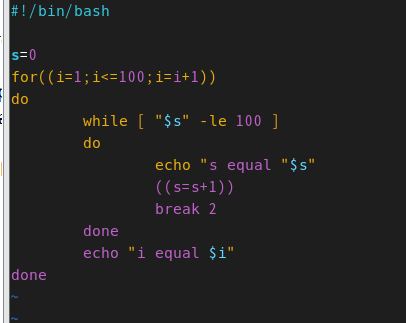 #!/bin/bash

s=0
for((i=1;i<=100;i=i+1))
do
        while [ "$s" -le 100 ]
        do
                echo "s equal "$s"
                ((s=s+1))
                break 2
        done
        echo "i equal $i"
done
~
~